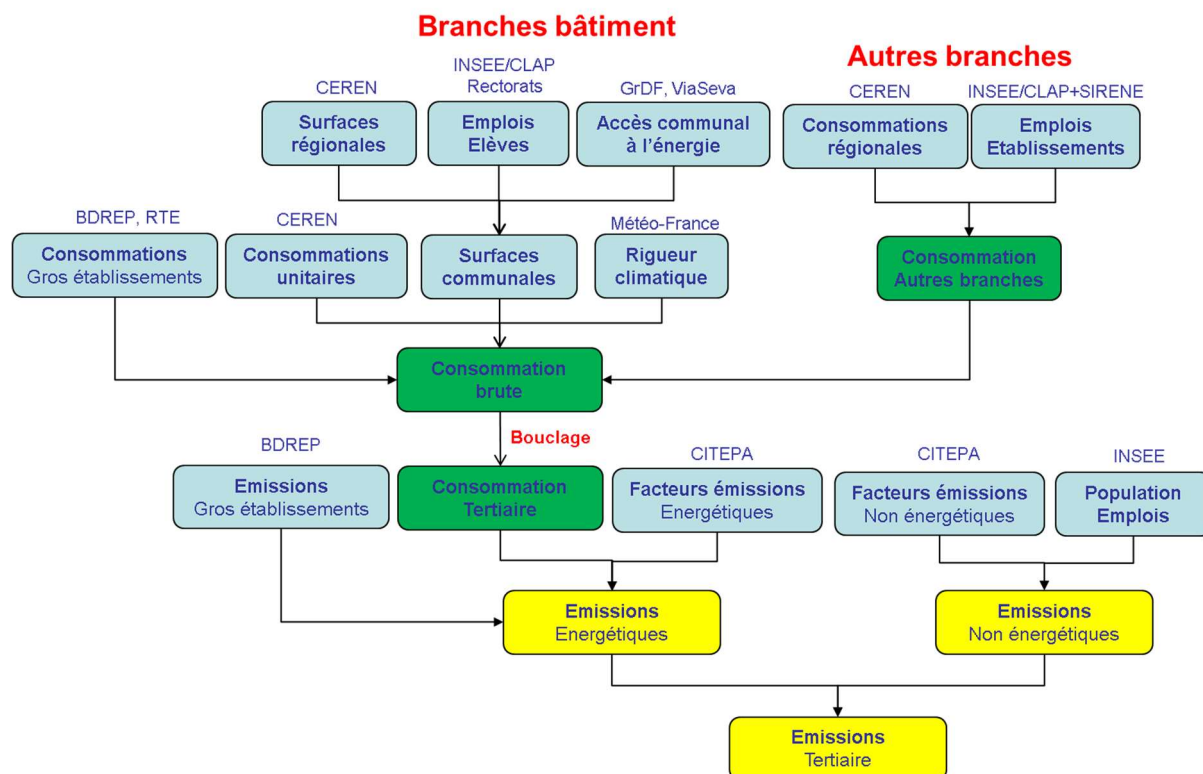 Branches bâtiment
Autres branches
CEREN
INSEE/CLAP
Rectorats
GrDF, ViaSeva
CEREN
INSEE/CLAP+SIRENE
Surfaces
régionales
Emplois
Elèves
Accès communal
à l’énergie
Consommations
régionales
Emplois
Etablissements
BDREP, RTE
CEREN
Météo-France
Consommations
Gros établissements
Consommations
unitaires
Surfaces
communales
Rigueur
climatique
Consommation
Autres branches
Consommation
brute
Bouclage
BDREP
CITEPA
CITEPA
INSEE
Emissions
Gros établissements
Consommation
Tertiaire
Facteurs émissions
Energétiques
Facteurs émissions
Non énergétiques
Population
Emplois
Emissions
Energétiques
Emissions
Non énergétiques
Emissions
Tertiaire